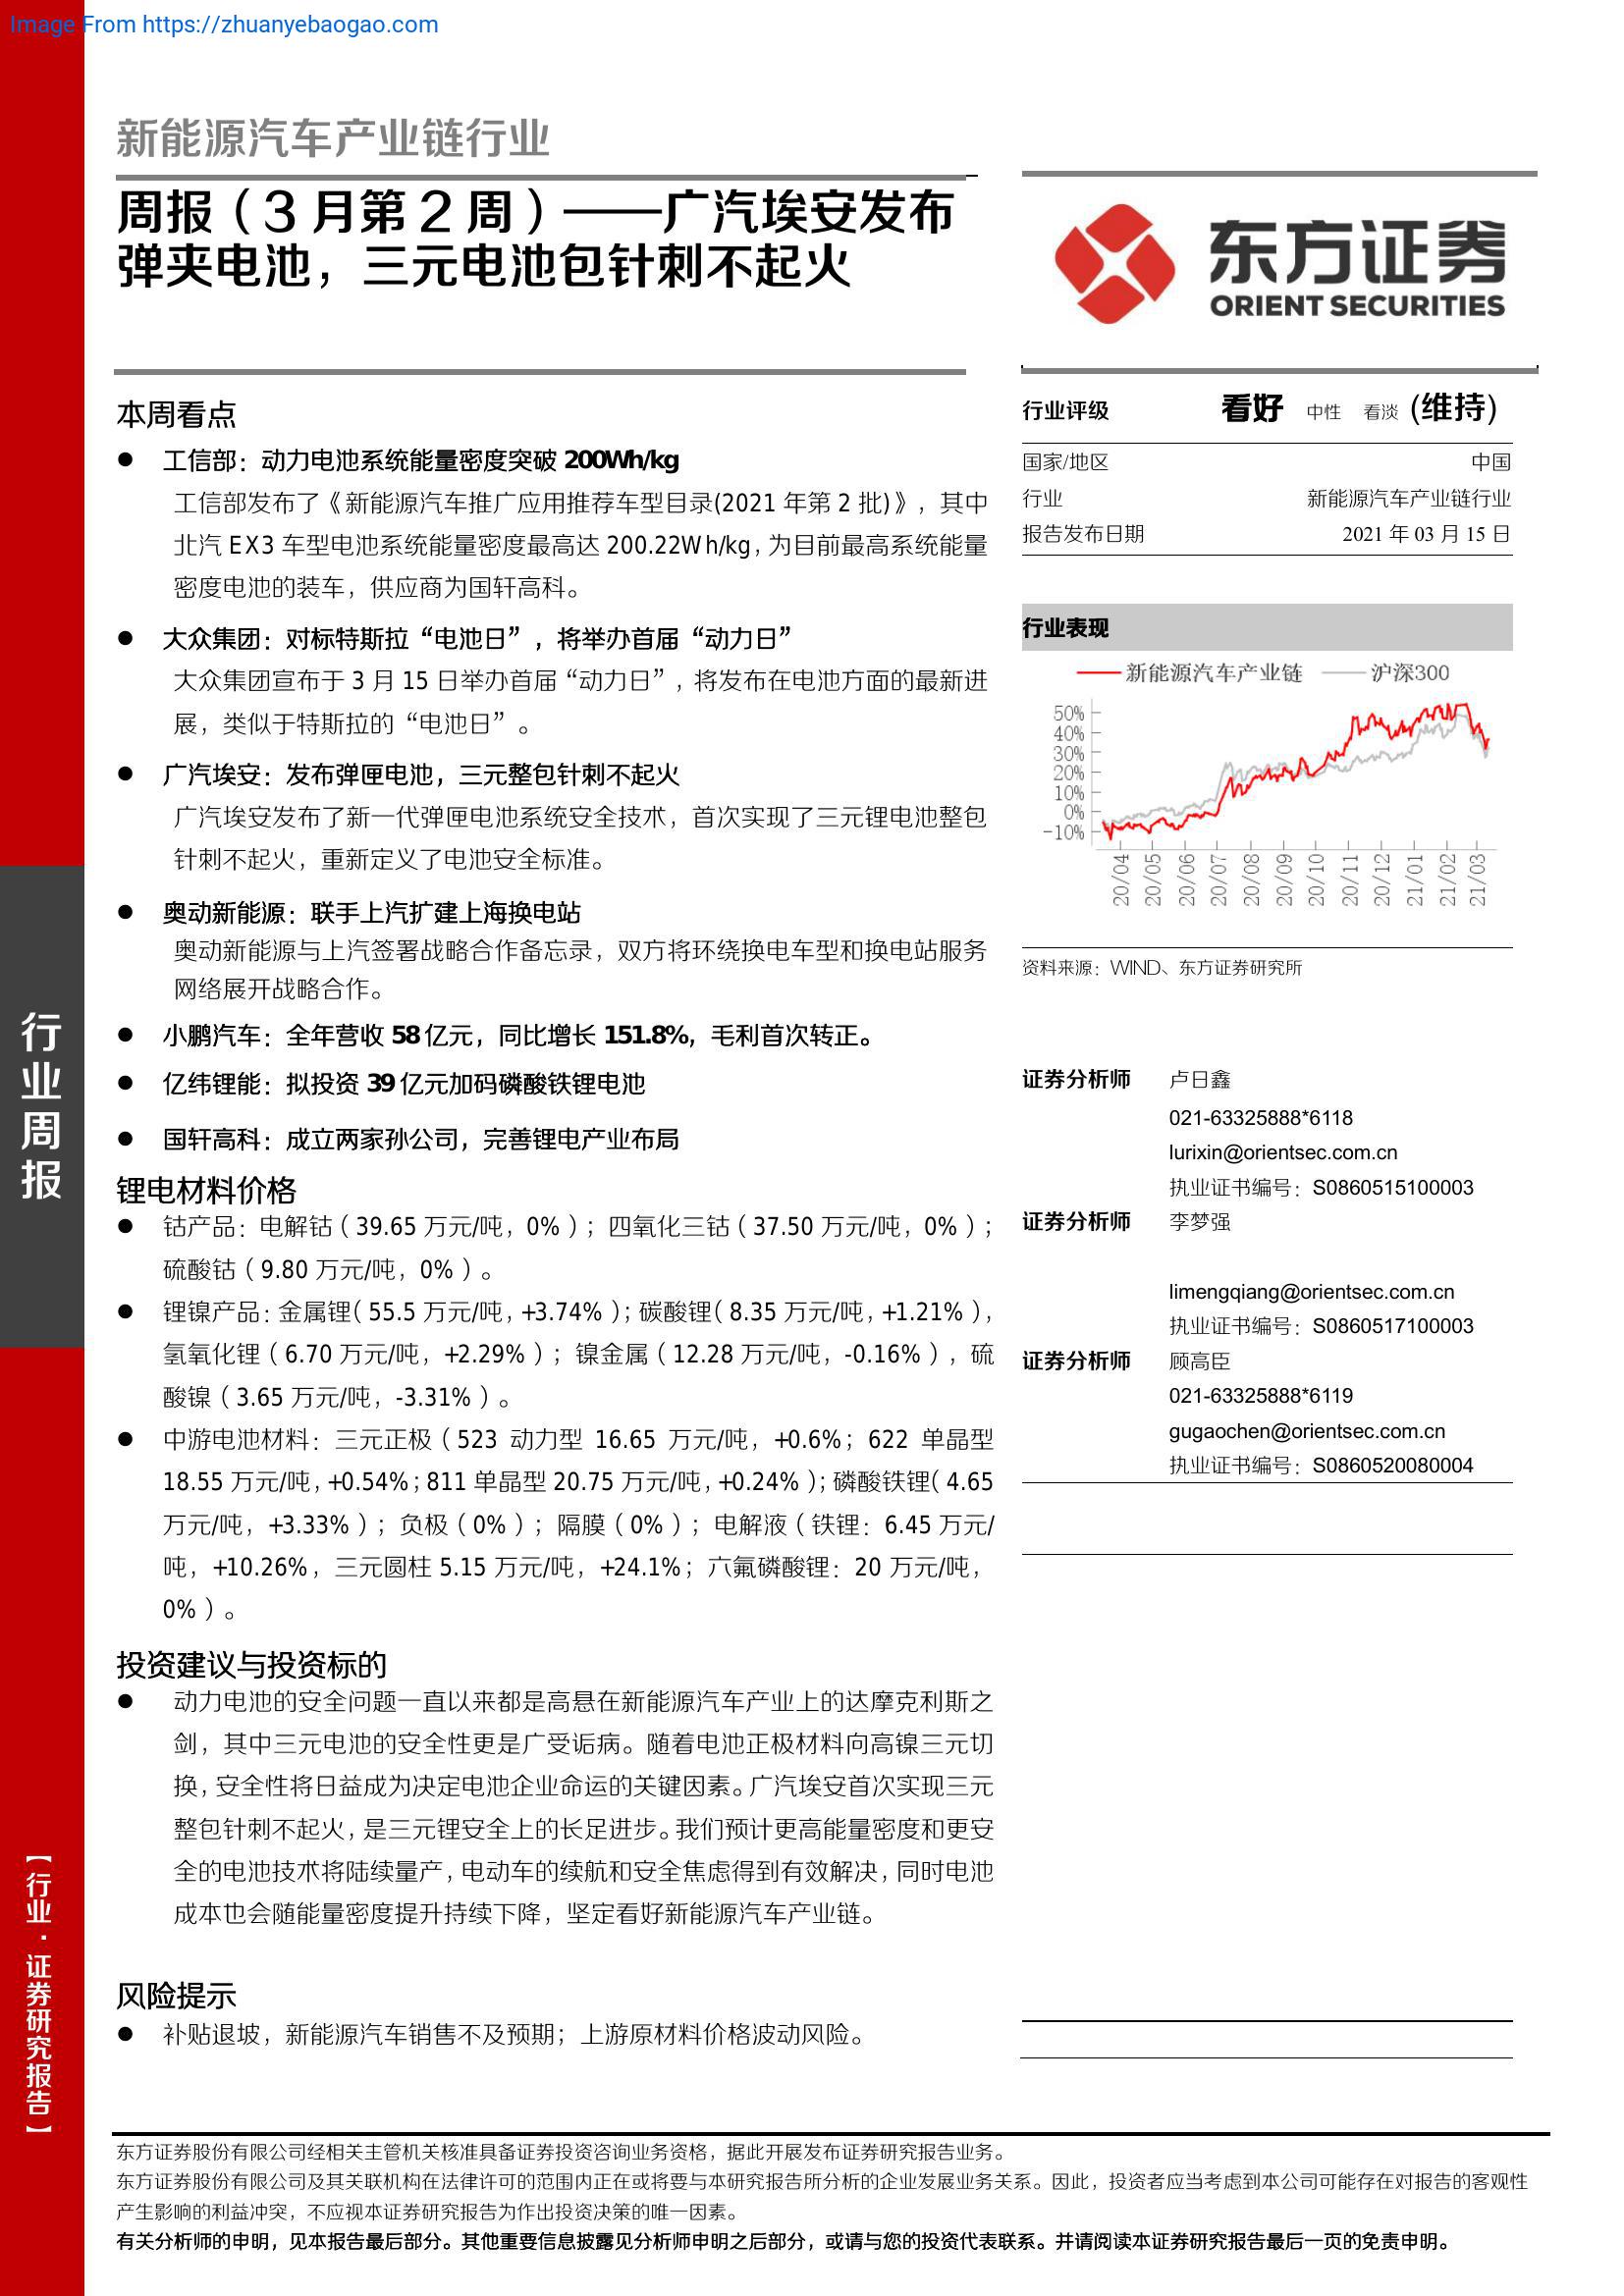 Image From https://zhuanyebaogao.com
新能源汽车产业链行业
周报（3 月第 2 周）——广汽埃安发布
弹夹电池，三元电池包针刺不起火
东方证券
ORIENT SECURITIES
本周看点
● 工信部：动力电池系统能量密度突破 200Wh/kg
工信部发布了《新能源汽车推广应用推荐车型目录(2021 年第 2 批)》，其中
北汽 EX3 车型电池系统能量密度最高达 200.22Wh/kg，为目前最高系统能量
密度电池的装车，供应商为国轩高科。
● 大众集团：对标特斯拉“电池日”，将举办首届“动力日”
大众集团宣布于 3 月 15 日举办首届“动力日”，将发布在电池方面的最新进
展，类似于特斯拉的“电池日”。
● 广汽埃安：发布弹匣电池，三元整包针刺不起火
广汽埃安发布了新一代弹匣电池系统安全技术，首次实现了三元锂电池整包
针刺不起火，重新定义了电池安全标准。
● 奥动新能源：联手上汽扩建上海换电站
奥动新能源与上汽签署战略合作备忘录，双方将环绕换电车型和换电站服务
网络展开战略合作。
● 小鹏汽车：全年营收 58 亿元，同比增长 151.8%，毛利首次转正。
● 亿纬锂能：拟投资 39 亿元加码磷酸铁锂电池
● 国轩高科：成立两家孙公司，完善锂电产业布局
锂电材料价格
● 钴产品：电解钴（39.65 万元/吨，0%）；四氧化三钴（37.50 万元/吨，0%）；
硫酸钴（9.80 万元/吨，0%）。
● 锂镍产品：金属锂（55.5 万元/吨，+3.74%）；碳酸锂（8.35 万元/吨，+1.21%），
氢氧化锂（6.70 万元/吨，+2.29%）；镍金属（12.28 万元/吨，-0.16%），硫
酸镍（3.65 万元/吨，-3.31%）。
● 中游电池材料：三元正极（523 动力型 16.65 万元/吨，+0.6%；622 单晶型
18.55 万元/吨，+0.54%；811 单晶型 20.75 万元/吨，+0.24%）；磷酸铁锂（4.65
万元/吨，+3.33%）；负极（0%）；隔膜（0%）；电解液（铁锂：6.45 万元/
吨，+10.26%，三元圆柱 5.15 万元/吨，+24.1%；六氟磷酸锂：20 万元/吨，
0%）。
投资建议与投资标的
● 动力电池的安全问题一直以来都是高悬在新能源汽车产业上的达摩克利斯之
剑，其中三元电池的安全性更是广受诟病。随着电池正极材料向高镍三元切
换，安全性将日益成为决定电池企业命运的关键因素。广汽埃安首次实现三元
整包针刺不起火，是三元锂安全上的长足进步。我们预计更高能量密度和更安
全的电池技术将陆续量产，电动车的续航和安全焦虑得到有效解决，同时电池
成本也会随能量密度提升持续下降，坚定看好新能源汽车产业链。
风险提示
● 补贴退坡，新能源汽车销售不及预期；上游原材料价格波动风险。
行业评级 看好 中性 看淡 (维持)
国家/地区 中国
行业 新能源汽车产业链行业
报告发布日期 2021 年 03 月 15 日
行业表现
新能源汽车产业链 沪深300
50%
40%
30%
20%
10%
0%
-10%
20/04 20/05 20/06 20/07 20/08 20/09 20/10 20/11 20/12 21/01 21/02 21/03
资料来源：WIND、东方证券研究所
证券分析师 卢日鑫
021-63325888*6118
lurixin@orientsec.com.cn
执业证书编号：S0860515100003
证券分析师 李梦强
limengqiang@orientsec.com.cn
执业证书编号：S0860517100003
证券分析师 顾高臣
021-63325888*6119
gugaochen@orientsec.com.cn
执业证书编号：S0860520080004
行业周报
【行业·证券研究报告】
东方证券股份有限公司经相关主管机关核准具备证券投资咨询业务资格，据此开展发布证券研究报告业务。
东方证券股份有限公司及其关联机构在法律许可的范围内正在或将要与本研究报告所分析的企业发展业务关系。因此，投资者应当考虑到本公司可能存在对报告的客观性
产生影响的利益冲突，不应视本证券研究报告为作出投资决策的唯一因素。
有关分析师的申明，见本报告最后部分。其他重要信息披露见分析师申明之后部分，或请与您的投资代表联系。并请阅读本证券研究报告最后一页的免责申明。